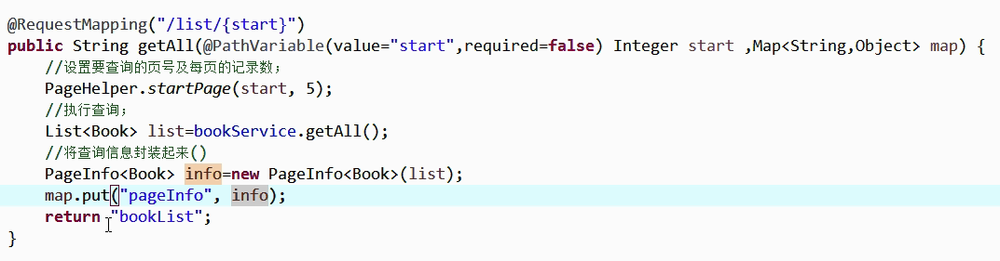 @RequestMapping("/list/{start}")
public String getAll(@PathVariable(value="start",required=false) Integer start ,Map<String,Object> map) {
    //设置要查询的页号及每页的记录数;
    PageHelper.startPage(start, 5);
    //执行查询;
    List<Book> list=bookService.getAll();
    //将查询信息封装起来()
    PageInfo<Book> info=new PageInfo<Book>(list);
    map.put("pageInfo", info);
    return "bookList";
}